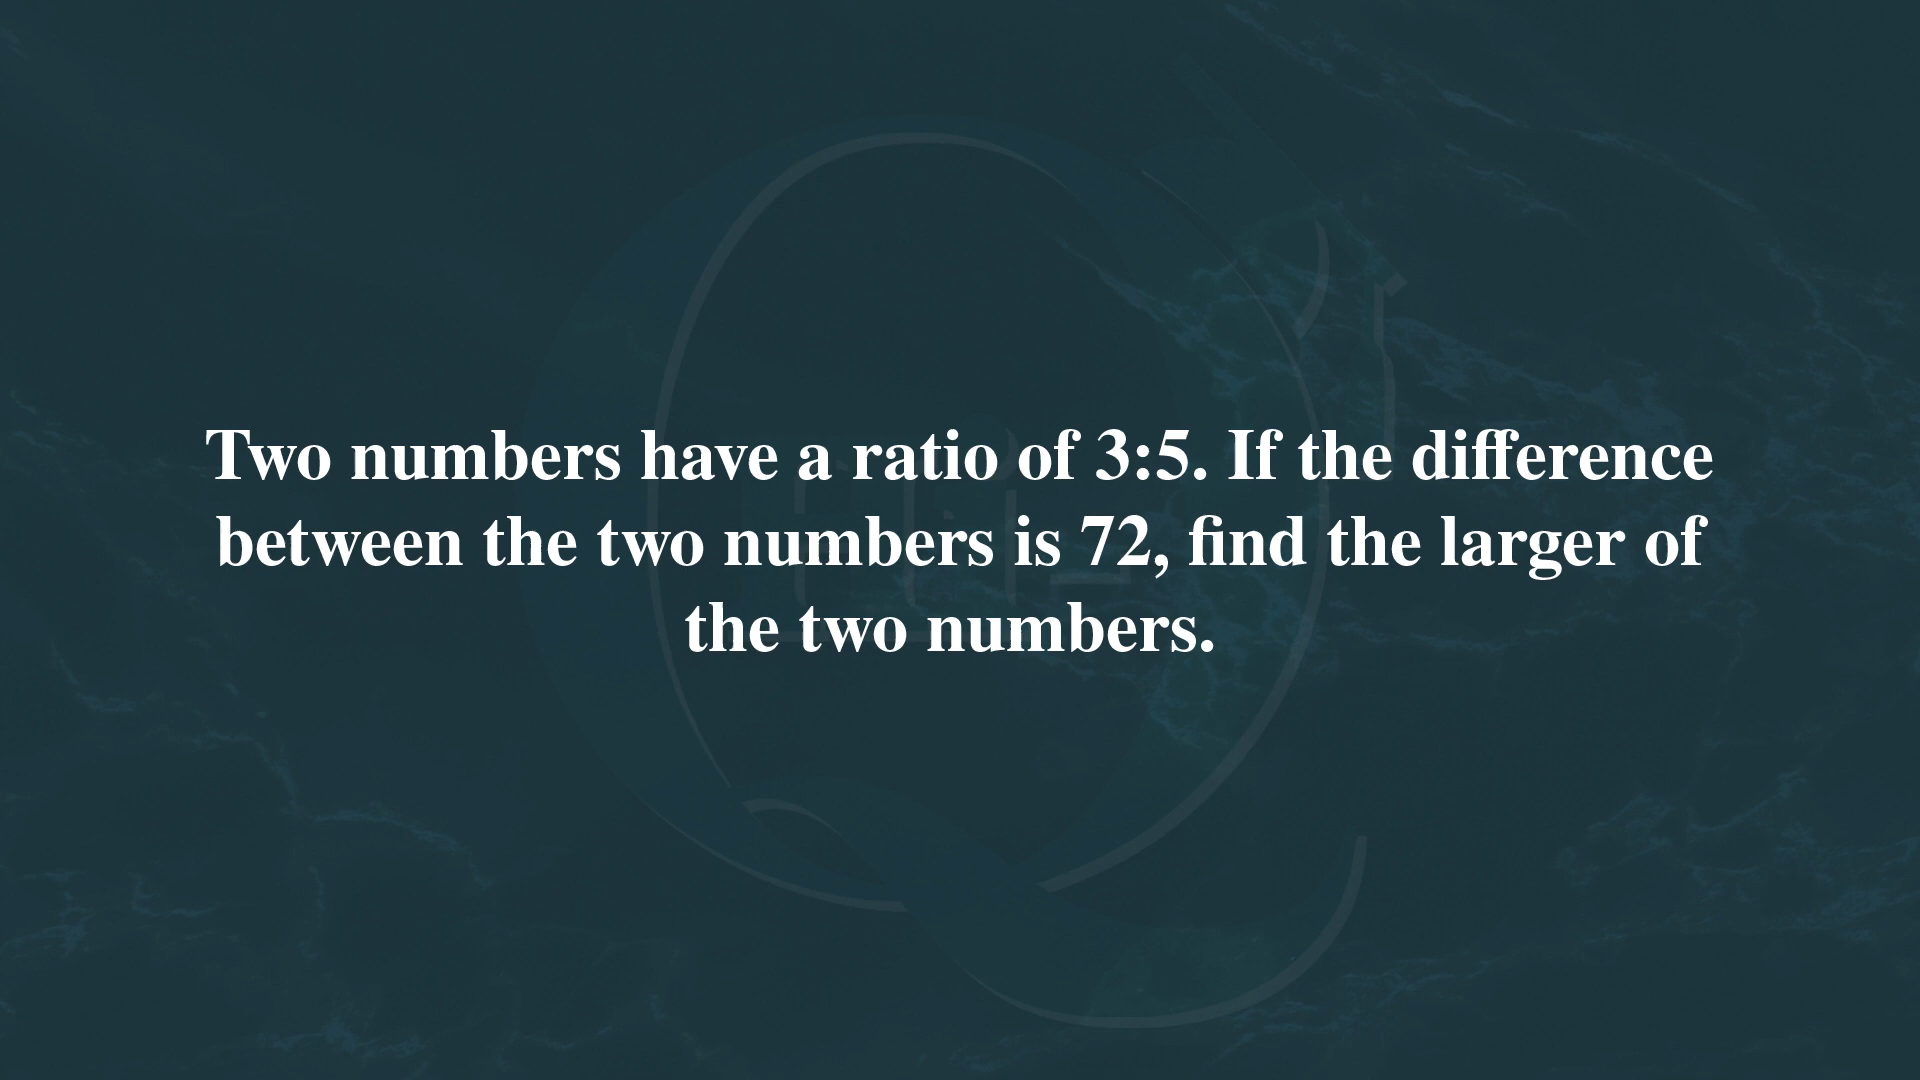 Two numbers have a ratio of 3:5. If the difference
between the two numbers is 72, find the larger of
the two numbers.